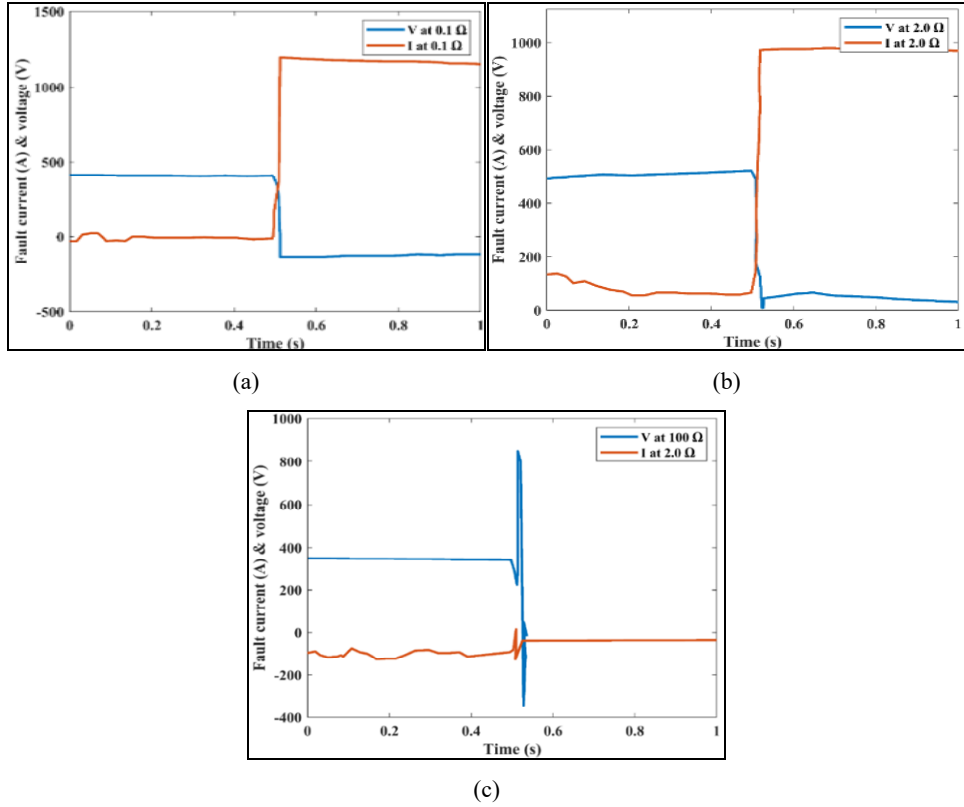 1500
1000
500
0
-500
Fault current (A) & voltage (V)
V at 0.1 Ω
I at 0.1 Ω
0 0.2 0.4 0.6 0.8 1
Time (s)
(a)
1000
800
600
400
200
0
Fault current (A) & voltage (V)
V at 2.0 Ω
I at 2.0 Ω
0 0.2 0.4 0.6 0.8 1
Time (s)
(b)
1000
800
600
400
200
0
-200
-400
Fault current (A) & voltage (V)
V at 100 Ω
I at 2.0 Ω
0 0.2 0.4 0.6 0.8 1
Time (s)
(c)